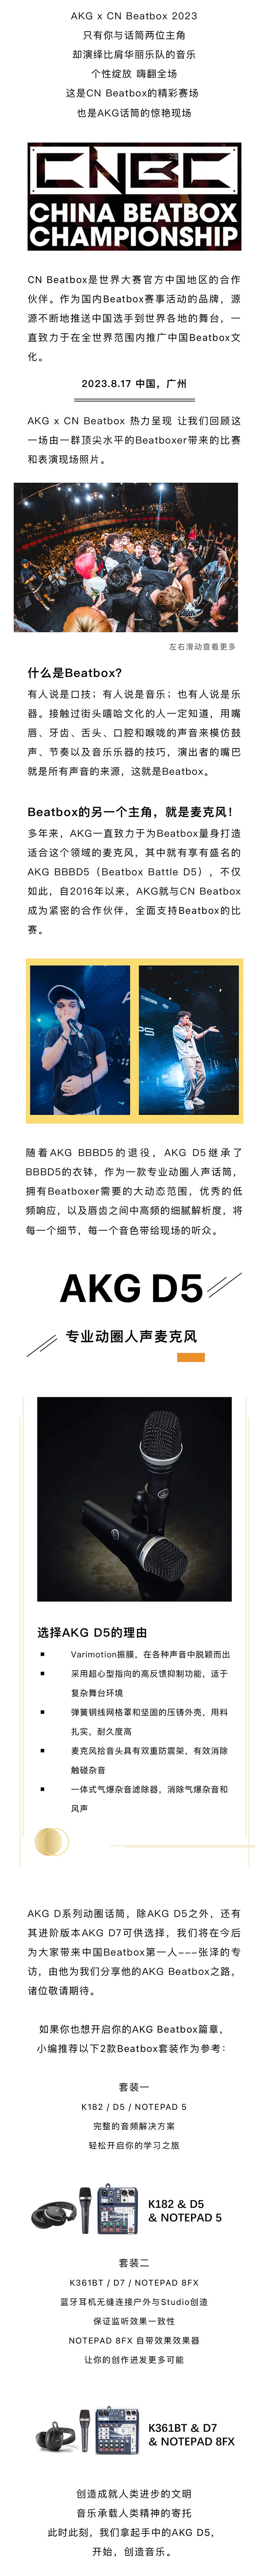 AKG x CN Beatbox 2023
只有你与话筒两位主角
却演绎比肩华丽乐队的音乐
个性绽放 嗨翻全场
这是CN Beatbox的精彩赛场
也是AKG话筒的惊艳现场
CNBC
CHINA BEATBOX
CHAMPIONSHIP
CN Beatbox是世界大赛官方中国地区的合作
伙伴。作为国内Beatbox赛事活动的品牌，源
源不断地推送中国选手到世界各地的舞台，一
直致力于在全世界范围内推广中国Beatbox文
化。
2023.8.17 中国，广州
AKG x CN Beatbox 热力呈现 让我们回顾这
一场由一群顶尖水平的Beatboxer带来的比赛
和表演现场照片。
左右滑动查看更多
什么是Beatbox?
有人说是口技；有人说是音乐；也有人说是乐
器。接触过街头嘻哈文化的人一定知道，用嘴
唇、牙齿、舌头、口腔和喉咙的声音来模仿鼓
声、节奏以及音乐乐器的技巧，演出者的嘴巴
就是所有声音的来源，这就是Beatbox。
Beatbox的另一个主角，就是麦克风！
多年来，AKG一直致力于为Beatbox量身打造
适合这个领域的麦克风，其中就有享有盛名的
AKG BBBD5（Beatbox Battle D5），不仅
如此，自2016年以来，AKG就与CN Beatbox
成为紧密的合作伙伴，全面支持Beatbox的比
赛。
随着AKG BBBD5的退役，AKG D5继承了
BBBD5的衣钵，作为一款专业动圈人声话筒，
拥有Beatboxer需要的大动态范围，优秀的低
频响应，以及唇齿之间中高频的细腻解析度，将
每一个细节，每一个音色带给现场的听众。
AKG D5
专业动圈人声麦克风
选择AKG D5的理由
■ Varimotion振膜，在各种声音中脱颖而出
■ 采用超心型指向的高反馈抑制功能，适于
复杂舞台环境
■ 弹簧钢线网格罩和坚固的压铸外壳，用料
扎实，耐久度高
■ 麦克风拾音头具有双重防震架，有效消除
触碰杂音
■ 一体式气爆杂音滤除器，消除气爆杂音和
风声
AKG D系列动圈话筒，除AKG D5之外，还有
其进阶版本AKG D7可供选择，我们将在今后
为大家带来中国Beatbox第一人---张泽的专
访，由他为我们分享他的AKG Beatbox之路，
诸位敬请期待。
如果你也想开启你的AKG Beatbox篇章，
小编推荐以下2款Beatbox套装作为参考：
套装一
K182 / D5 / NOTEPAD 5
完整的音频解决方案
轻松开启你的学习之旅
K182 & D5
& NOTEPAD 5
套装二
K361BT / D7 / NOTEPAD 8FX
蓝牙耳机无缝连接户外与Studio创造
保证监听效果一致性
NOTEPAD 8FX 自带效果效果器
让你的创作迸发更多可能
K361BT & D7
& NOTEPAD 8FX
创造成就人类进步的文明
音乐承载人类精神的寄托
此时此刻，我们拿起手中的AKG D5，
开始，创造音乐。